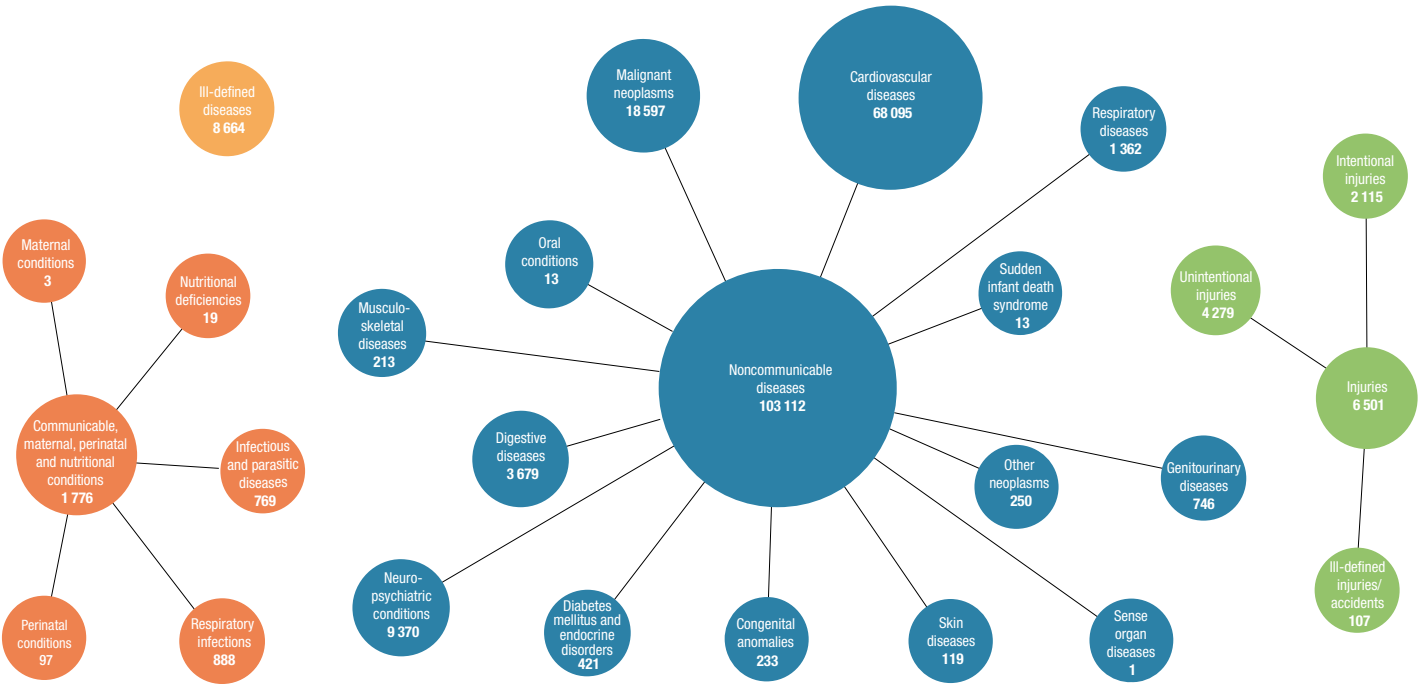 Ill-defined
diseases
8 664
Malignant
neoplasms
18 597
Cardiovascular
diseases
68 095
Respiratory
diseases
1 362
Intentional
injuries
2 115
Maternal
conditions
3
Nutritional
deficiencies
19
Oral
conditions
13
Sudden
infant death
syndrome
13
Unintentional
injuries
4 279
Musculo-
skeletal
diseases
213
Noncommunicable
diseases
103 112
Injuries
6 501
Communicable,
maternal, perinatal
and nutritional
conditions
1 776
Infectious
and parasitic
diseases
769
Digestive
diseases
3 679
Other
neoplasms
250
Genitourinary
diseases
746
Neuro-
psychiatric
conditions
9 370
Ill-defined
injuries/
accidents
107
Perinatal
conditions
97
Respiratory
infections
888
Diabetes
mellitus and
endocrine
disorders
421
Congenital
anomalies
233
Skin
diseases
119
Sense
organ
diseases
1